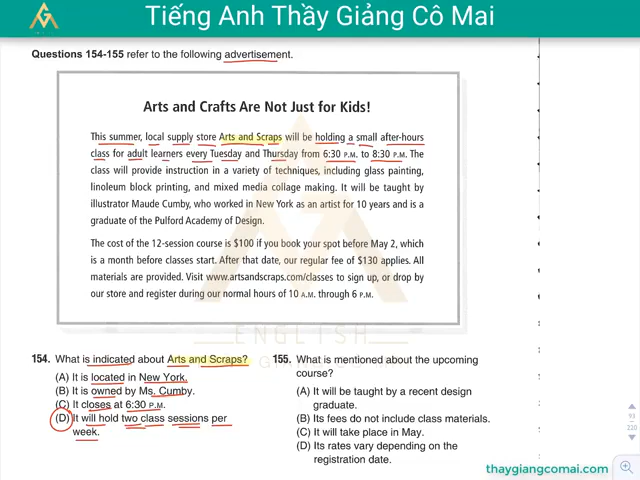 Tiếng Anh Thầy Giảng Cô Mai
Questions 154-155 refer to the following advertisement.
Arts and Crafts Are Not Just for Kids!
This summer, local supply store Arts and Scraps will be holding a small after-hours
class for adult learners every Tuesday and Thursday from 6:30 P.M. to 8:30 P.M. The
class will provide instruction in a variety of techniques, including glass painting,
linoleum block printing, and mixed media collage making. It will be taught by
illustrator Maude Cumby, who worked in New York as an artist for 10 years and is a
graduate of the Pulford Academy of Design.
The cost of the 12-session course is $100 if you book your spot before May 2, which
is a month before classes start. After that date, our regular fee of $130 applies. All
materials are provided. Visit www.artsandscraps.com/classes to sign up, or drop by
our store and register during our normal hours of 10 A.M. through 6 P.M.
ENGLISH
154. What is indicated about Arts and Scraps?
(A) It is located in New York.
(B) It is owned by Ms. Cumby.
(C) It closes at 6:30 P.M.
(D) It will hold two class sessions per
week.
155. What is mentioned about the upcoming
course?
(A) It will be taught by a recent design
graduate.
(B) Its fees do not include class materials.
(C) It will take place in May.
(D) Its rates vary depending on the
registration date.
93
220
thaygiangcomai.com